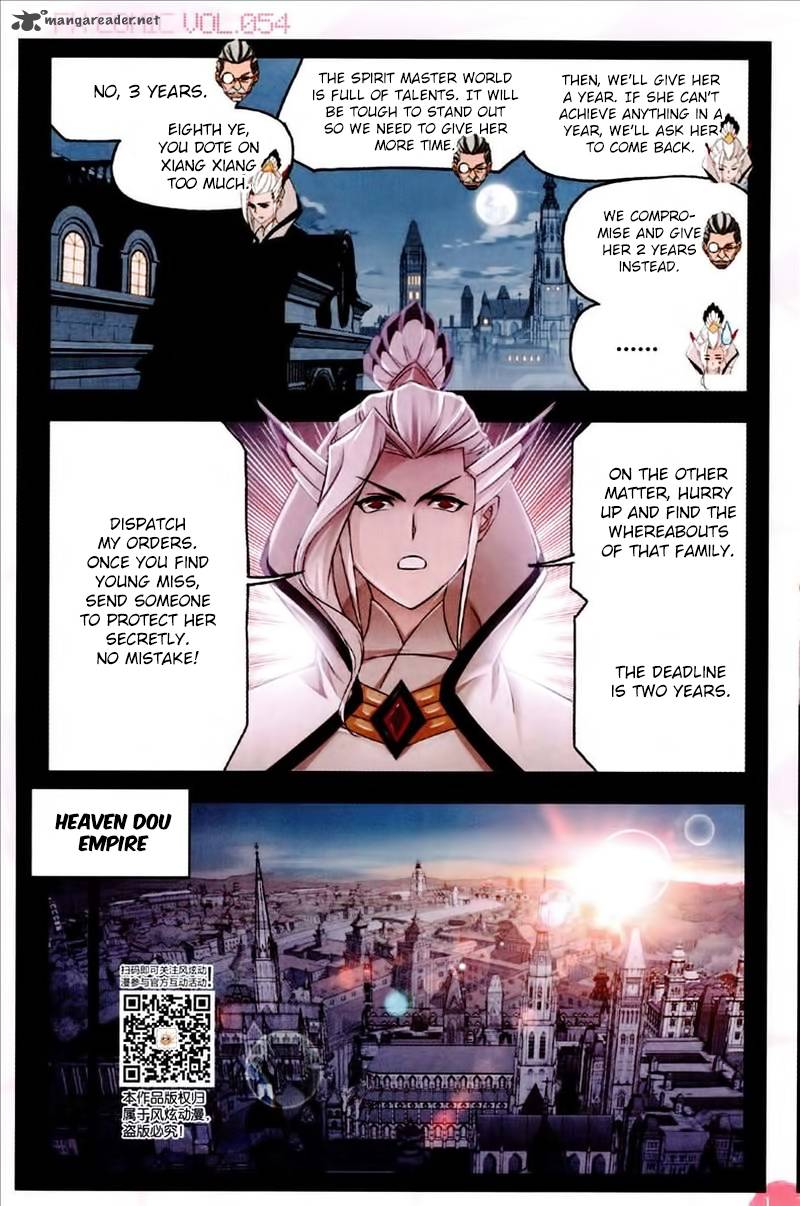 mangareader.net
COMIC VOL.054
NO, 3 YEARS.
EIGHTH YE,
YOU DOTE ON
XIANG XIANG
TOO MUCH.
THE SPIRIT MASTER WORLD
IS FULL OF TALENTS. IT WILL
BE TOUGH TO STAND OUT
SO WE NEED TO GIVE HER
MORE TIME.
THEN, WE'LL GIVE HER
A YEAR. IF SHE CAN'T
ACHIEVE ANYTHING IN A
YEAR, WE'LL ASK HER
TO COME BACK.
WE COMPRO-
MISE AND GIVE
HER 2 YEARS
INSTEAD.
......
DISPATCH
MY ORDERS.
ONCE YOU FIND
YOUNG MISS,
SEND SOMEONE
TO PROTECT HER
SECRETLY.
NO MISTAKE!
ON THE OTHER
MATTER, HURRY
UP AND FIND THE
WHEREABOUTS
OF THAT FAMILY.
THE DEADLINE
IS TWO YEARS.
HEAVEN DOU
EMPIRE
扫码即可关注风炫动
漫参与官方互动活动!
本作品版权归
属于风炫动漫,
盗版必究!
1